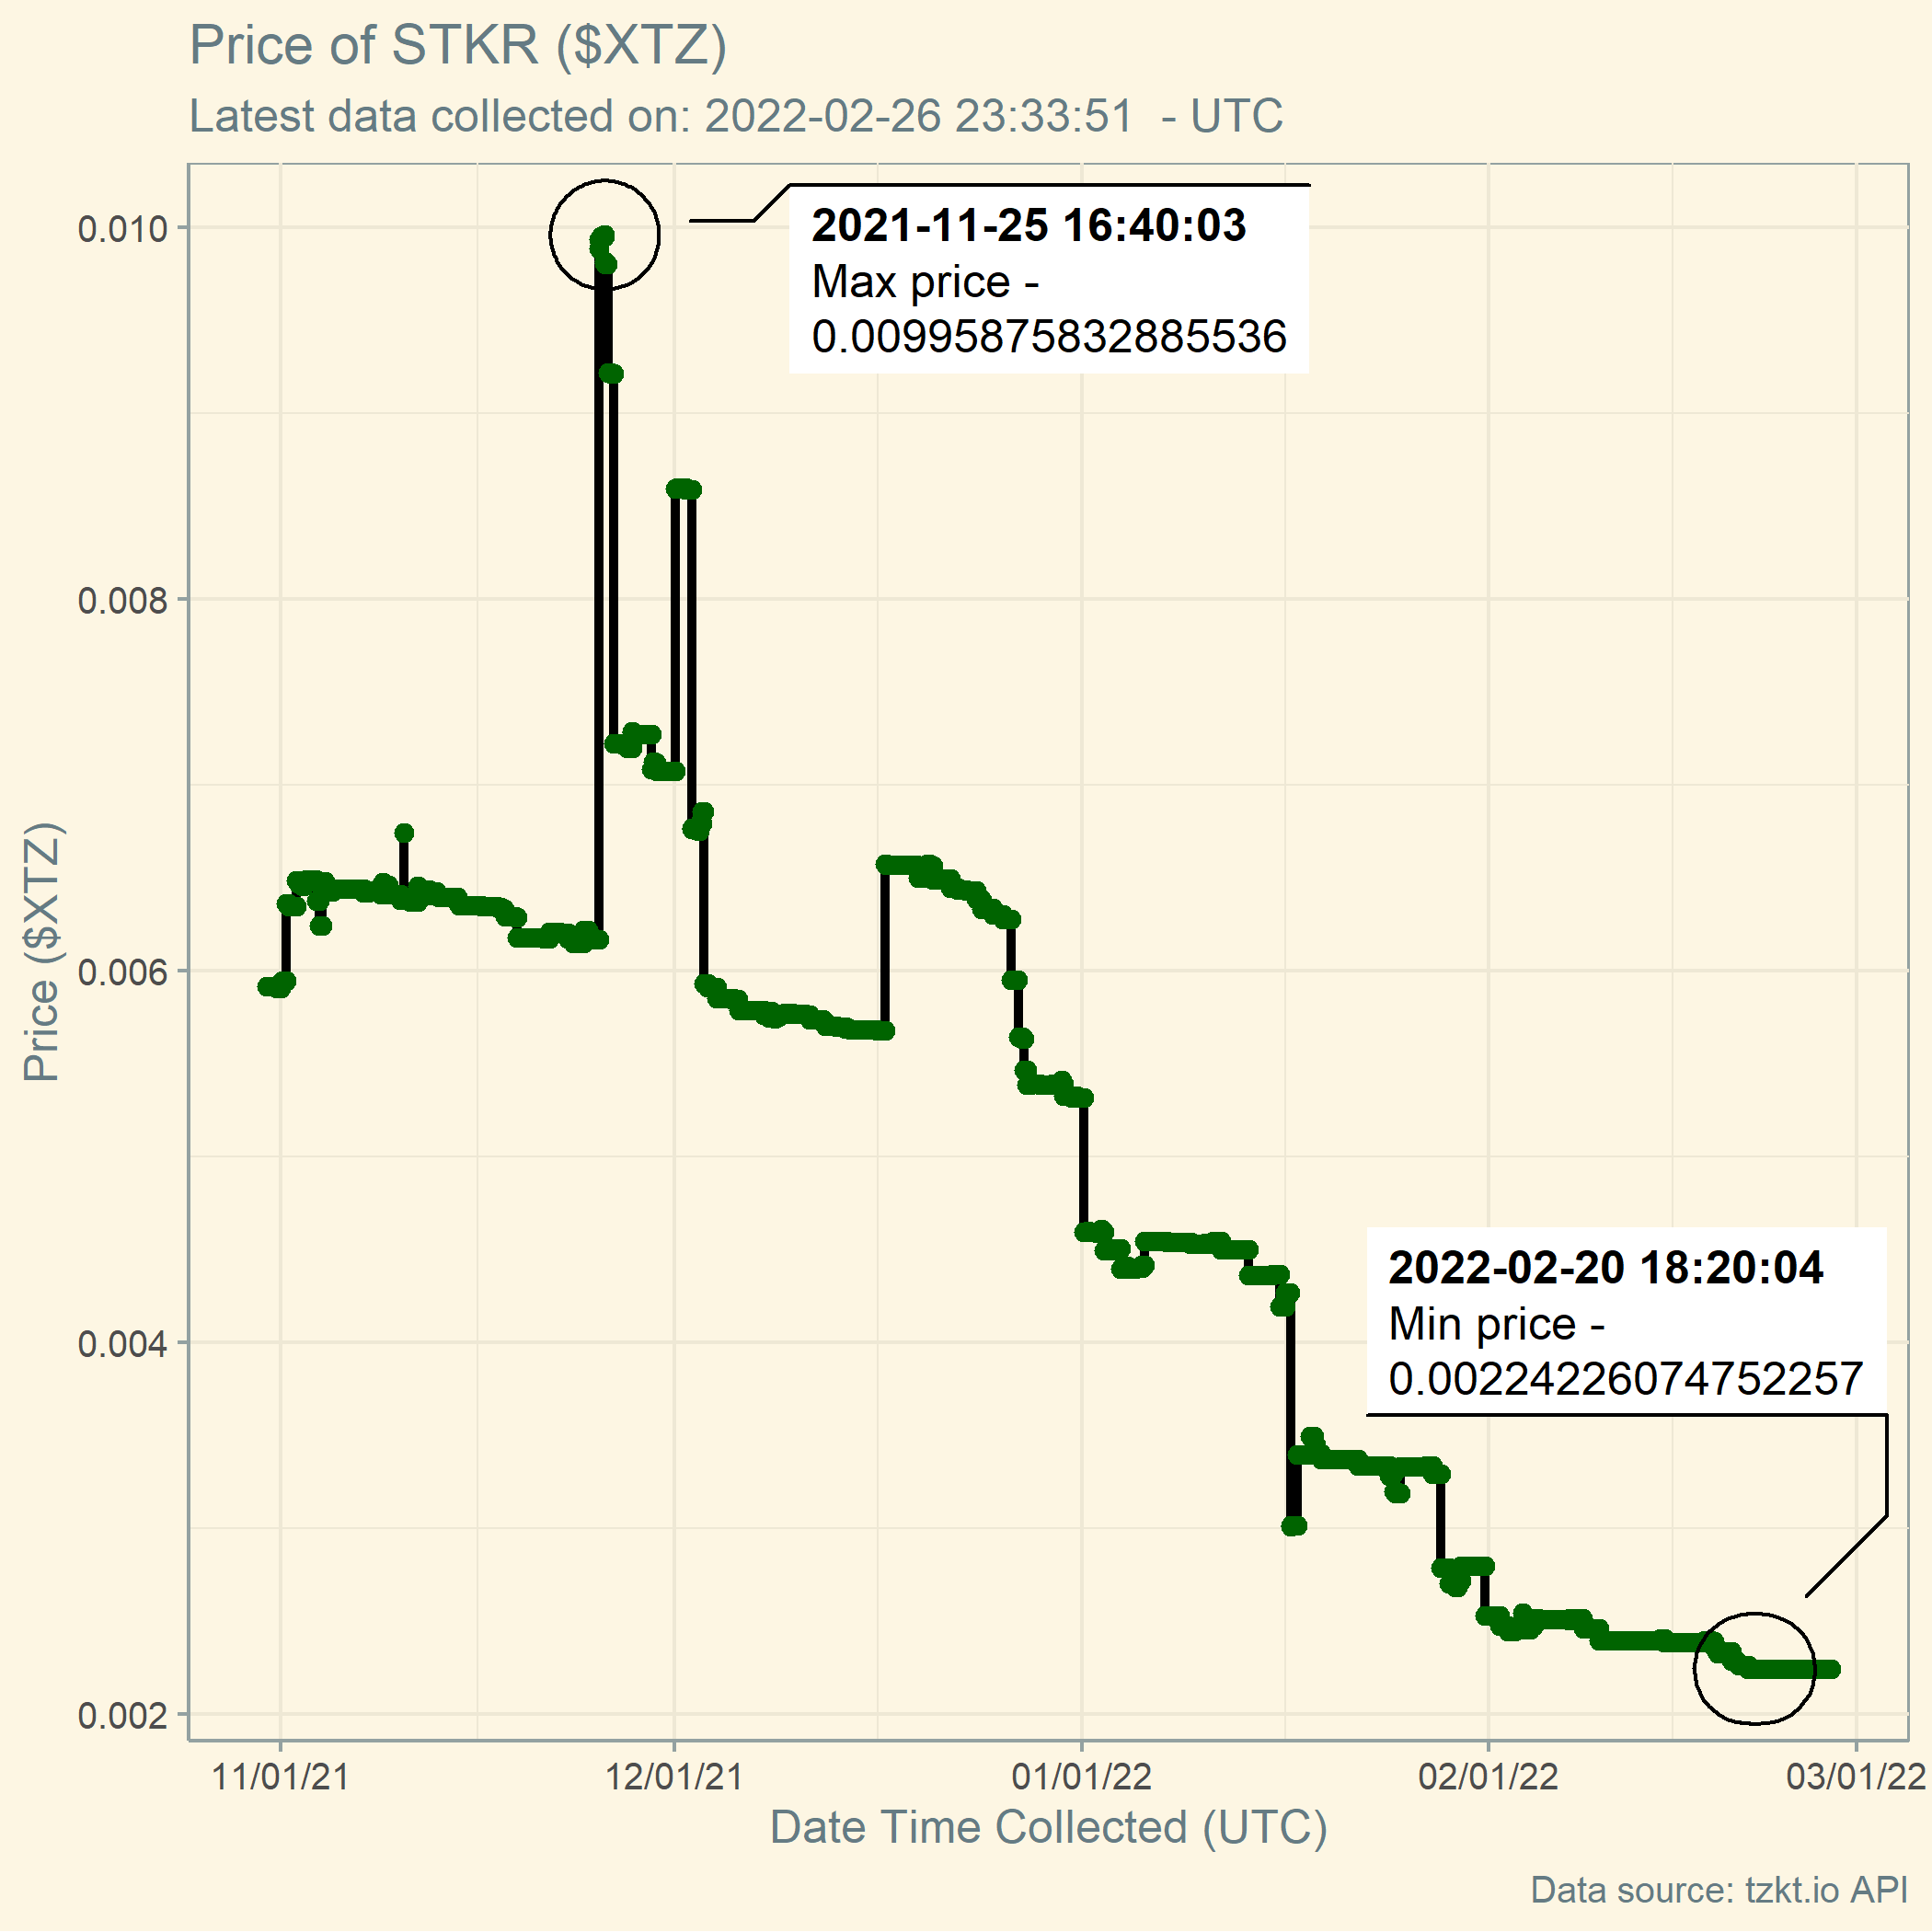 Price of STKR ($XTZ)
Latest data collected on: 2022-02-26 23:33:51  - UTC
2021-11-25 16:40:03
Max price -
0.00995875832885536
2022-02-20 18:20:04
Min price -
0.00224226074752257
Price ($XTZ)
0.010
0.008
0.006
0.004
0.002
11/01/21
12/01/21
01/01/22
02/01/22
03/01/22
Date Time Collected (UTC)
Data source: tzkt.io API